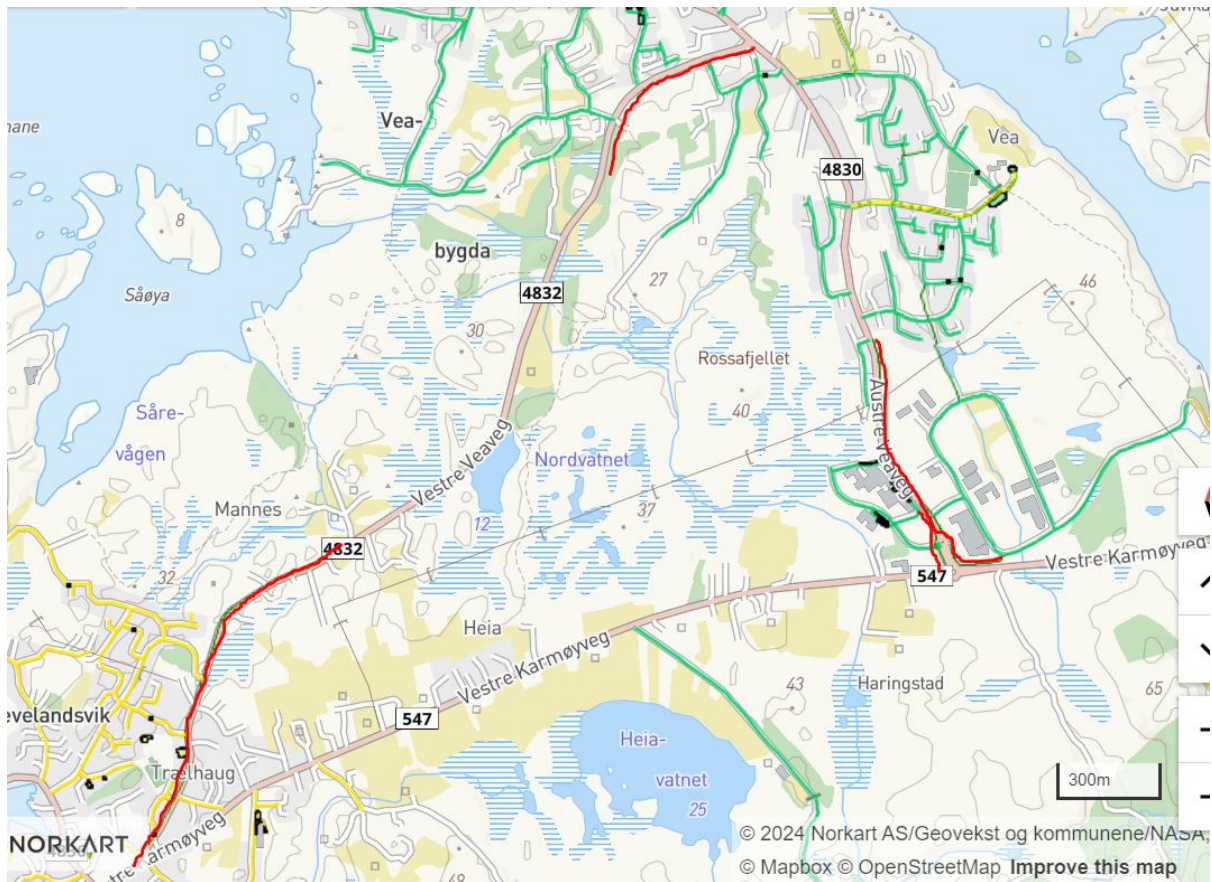 Vea-
4830
Vea
8
bygda
27
46
4832
Såøya
30
Rossafjellet
40
Austre Veaveg
Såre-
vågen
Vestre Veaveg
Nordvatnet
Mannes
12
37
4832
32
547
Vestre Karmøyveg
Heia
Vestre Karmøyveg
43
Haringstad
65
evelandsvik
547
Heia-
vatnet
25
Trælhaug
300m
NORKART
49
© 2024 Norkart AS/Geovekst og kommunene/NASA,
© Mapbox © OpenStreetMap Improve this map